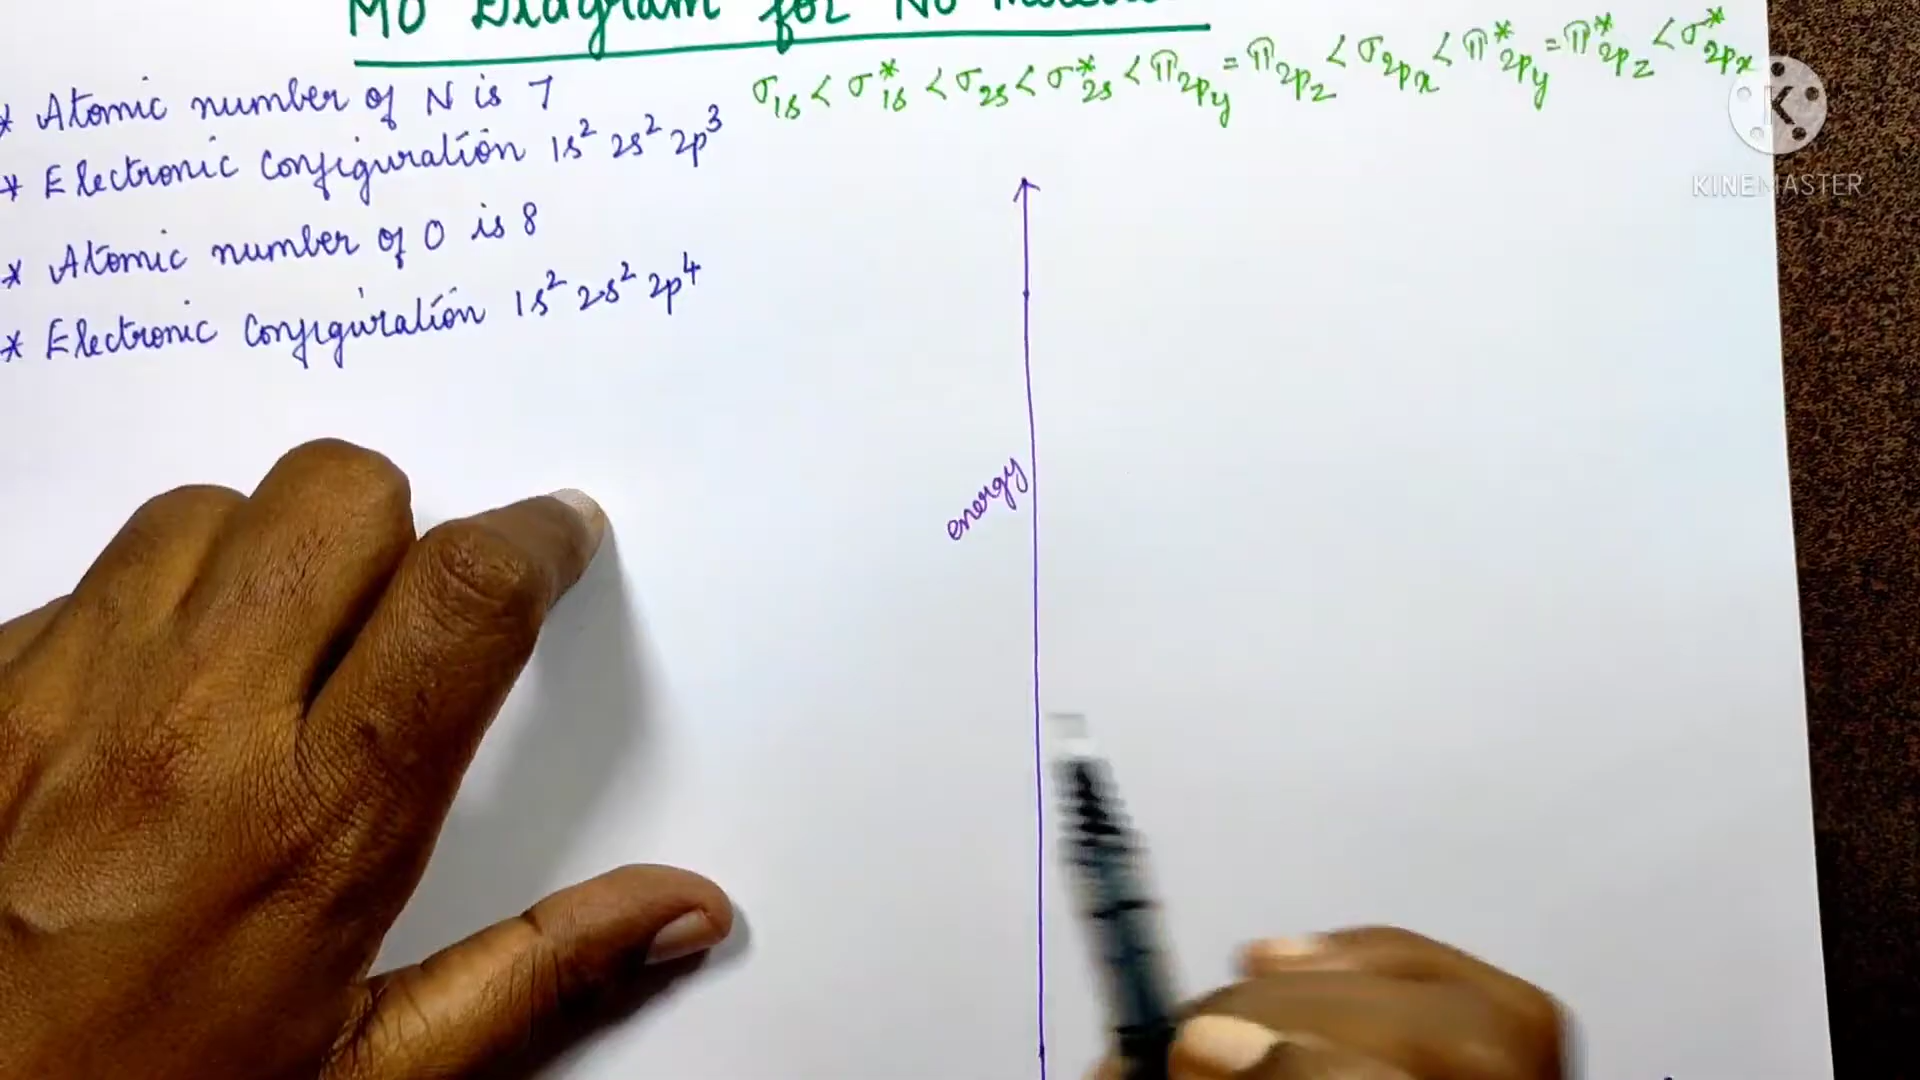 MO Diagram for NO
* Atomic number of N is 7
* Electronic Configuration 1s² 2s² 2p³
* Atomic number of O is 8
* Electronic Configuration 1s² 2s² 2p⁴
σ1s < σ*1s < σ2s < σ*2s < π2py = π2pz < σ2px < π*2py = π*2pz < σ*2px
K
KINEMASTER
energy